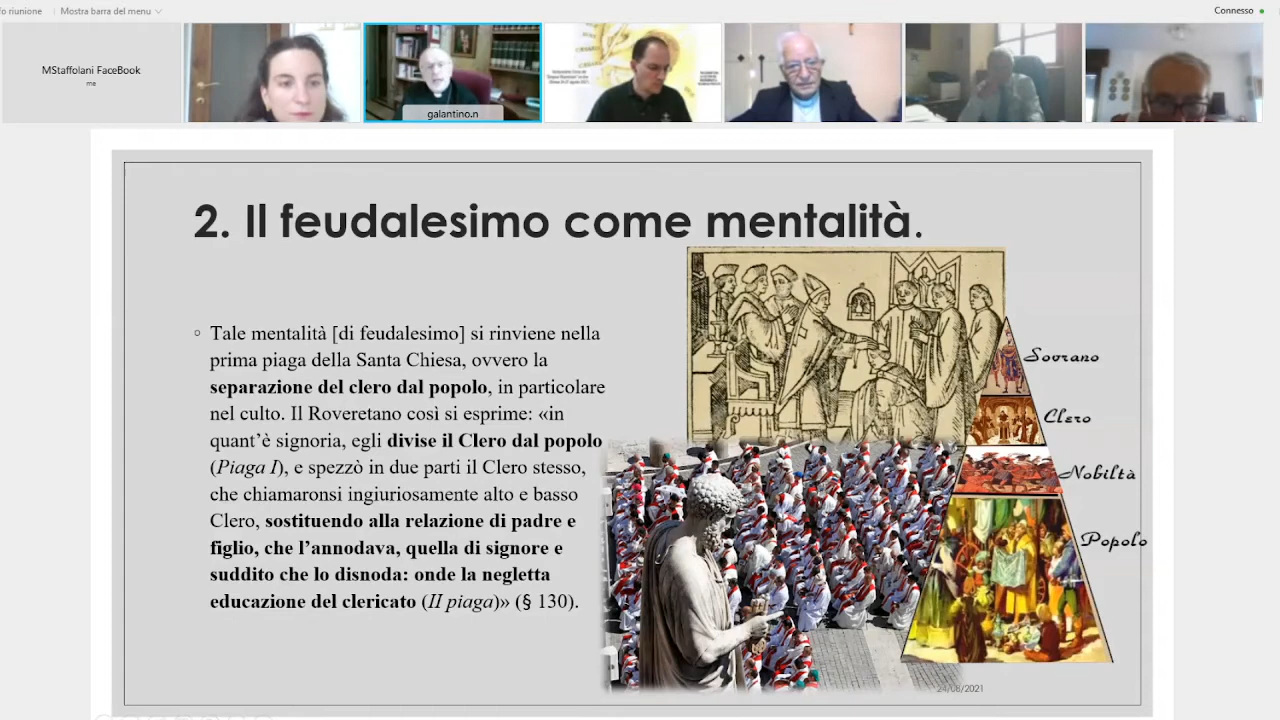 fo riunione
Mostra barra del menu
Connesso
MStaffolani FaceBook
me
galantino.n
2. Il feudalesimo come mentalità.
Tale mentalità [di feudalesimo] si rinviene nella
prima piaga della Santa Chiesa, ovvero la
separazione del clero dal popolo, in particolare
nel culto. Il Roveretano così si esprime: «in
quant’è signoria, egli divise il Clero dal popolo
(Piaga I), e spezzò in due parti il Clero stesso,
che chiamaronsi ingiuriosamente alto e basso
Clero, sostituendo alla relazione di padre e
figlio, che l’annodava, quella di signore e
suddito che lo disnoda: onde la negletta
educazione del clericato (II piaga)» (§ 130).
Sovrano
Clero
Nobiltà
Popolo
24/08/2021